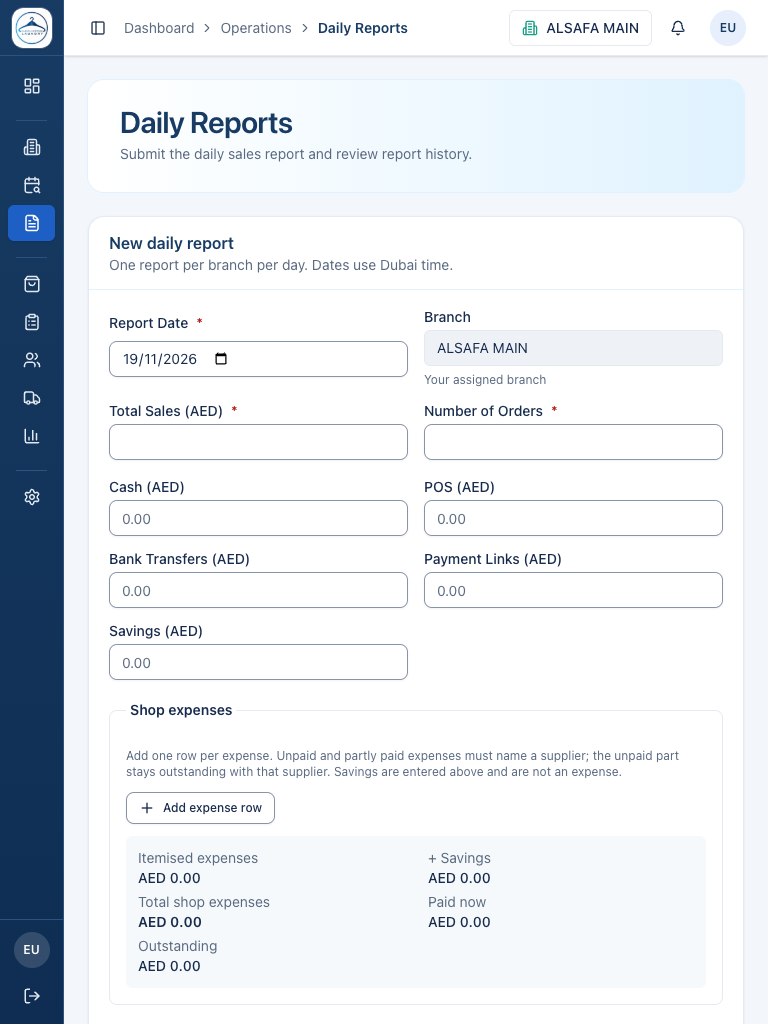 Dashboard > Operations > Daily Reports
ALSAFA MAIN
EU
Daily Reports
Submit the daily sales report and review report history.
New daily report
One report per branch per day. Dates use Dubai time.
Report Date *
19/11/2026
Branch
ALSAFA MAIN
Your assigned branch
Total Sales (AED) *
Number of Orders *
Cash (AED)
0.00
POS (AED)
0.00
Bank Transfers (AED)
0.00
Payment Links (AED)
0.00
Savings (AED)
0.00
Shop expenses
Add one row per expense. Unpaid and partly paid expenses must name a supplier; the unpaid part
stays outstanding with that supplier. Savings are entered above and are not an expense.
+ Add expense row
Itemised expenses
AED 0.00
+ Savings
AED 0.00
Total shop expenses
AED 0.00
Paid now
AED 0.00
Outstanding
AED 0.00
EU